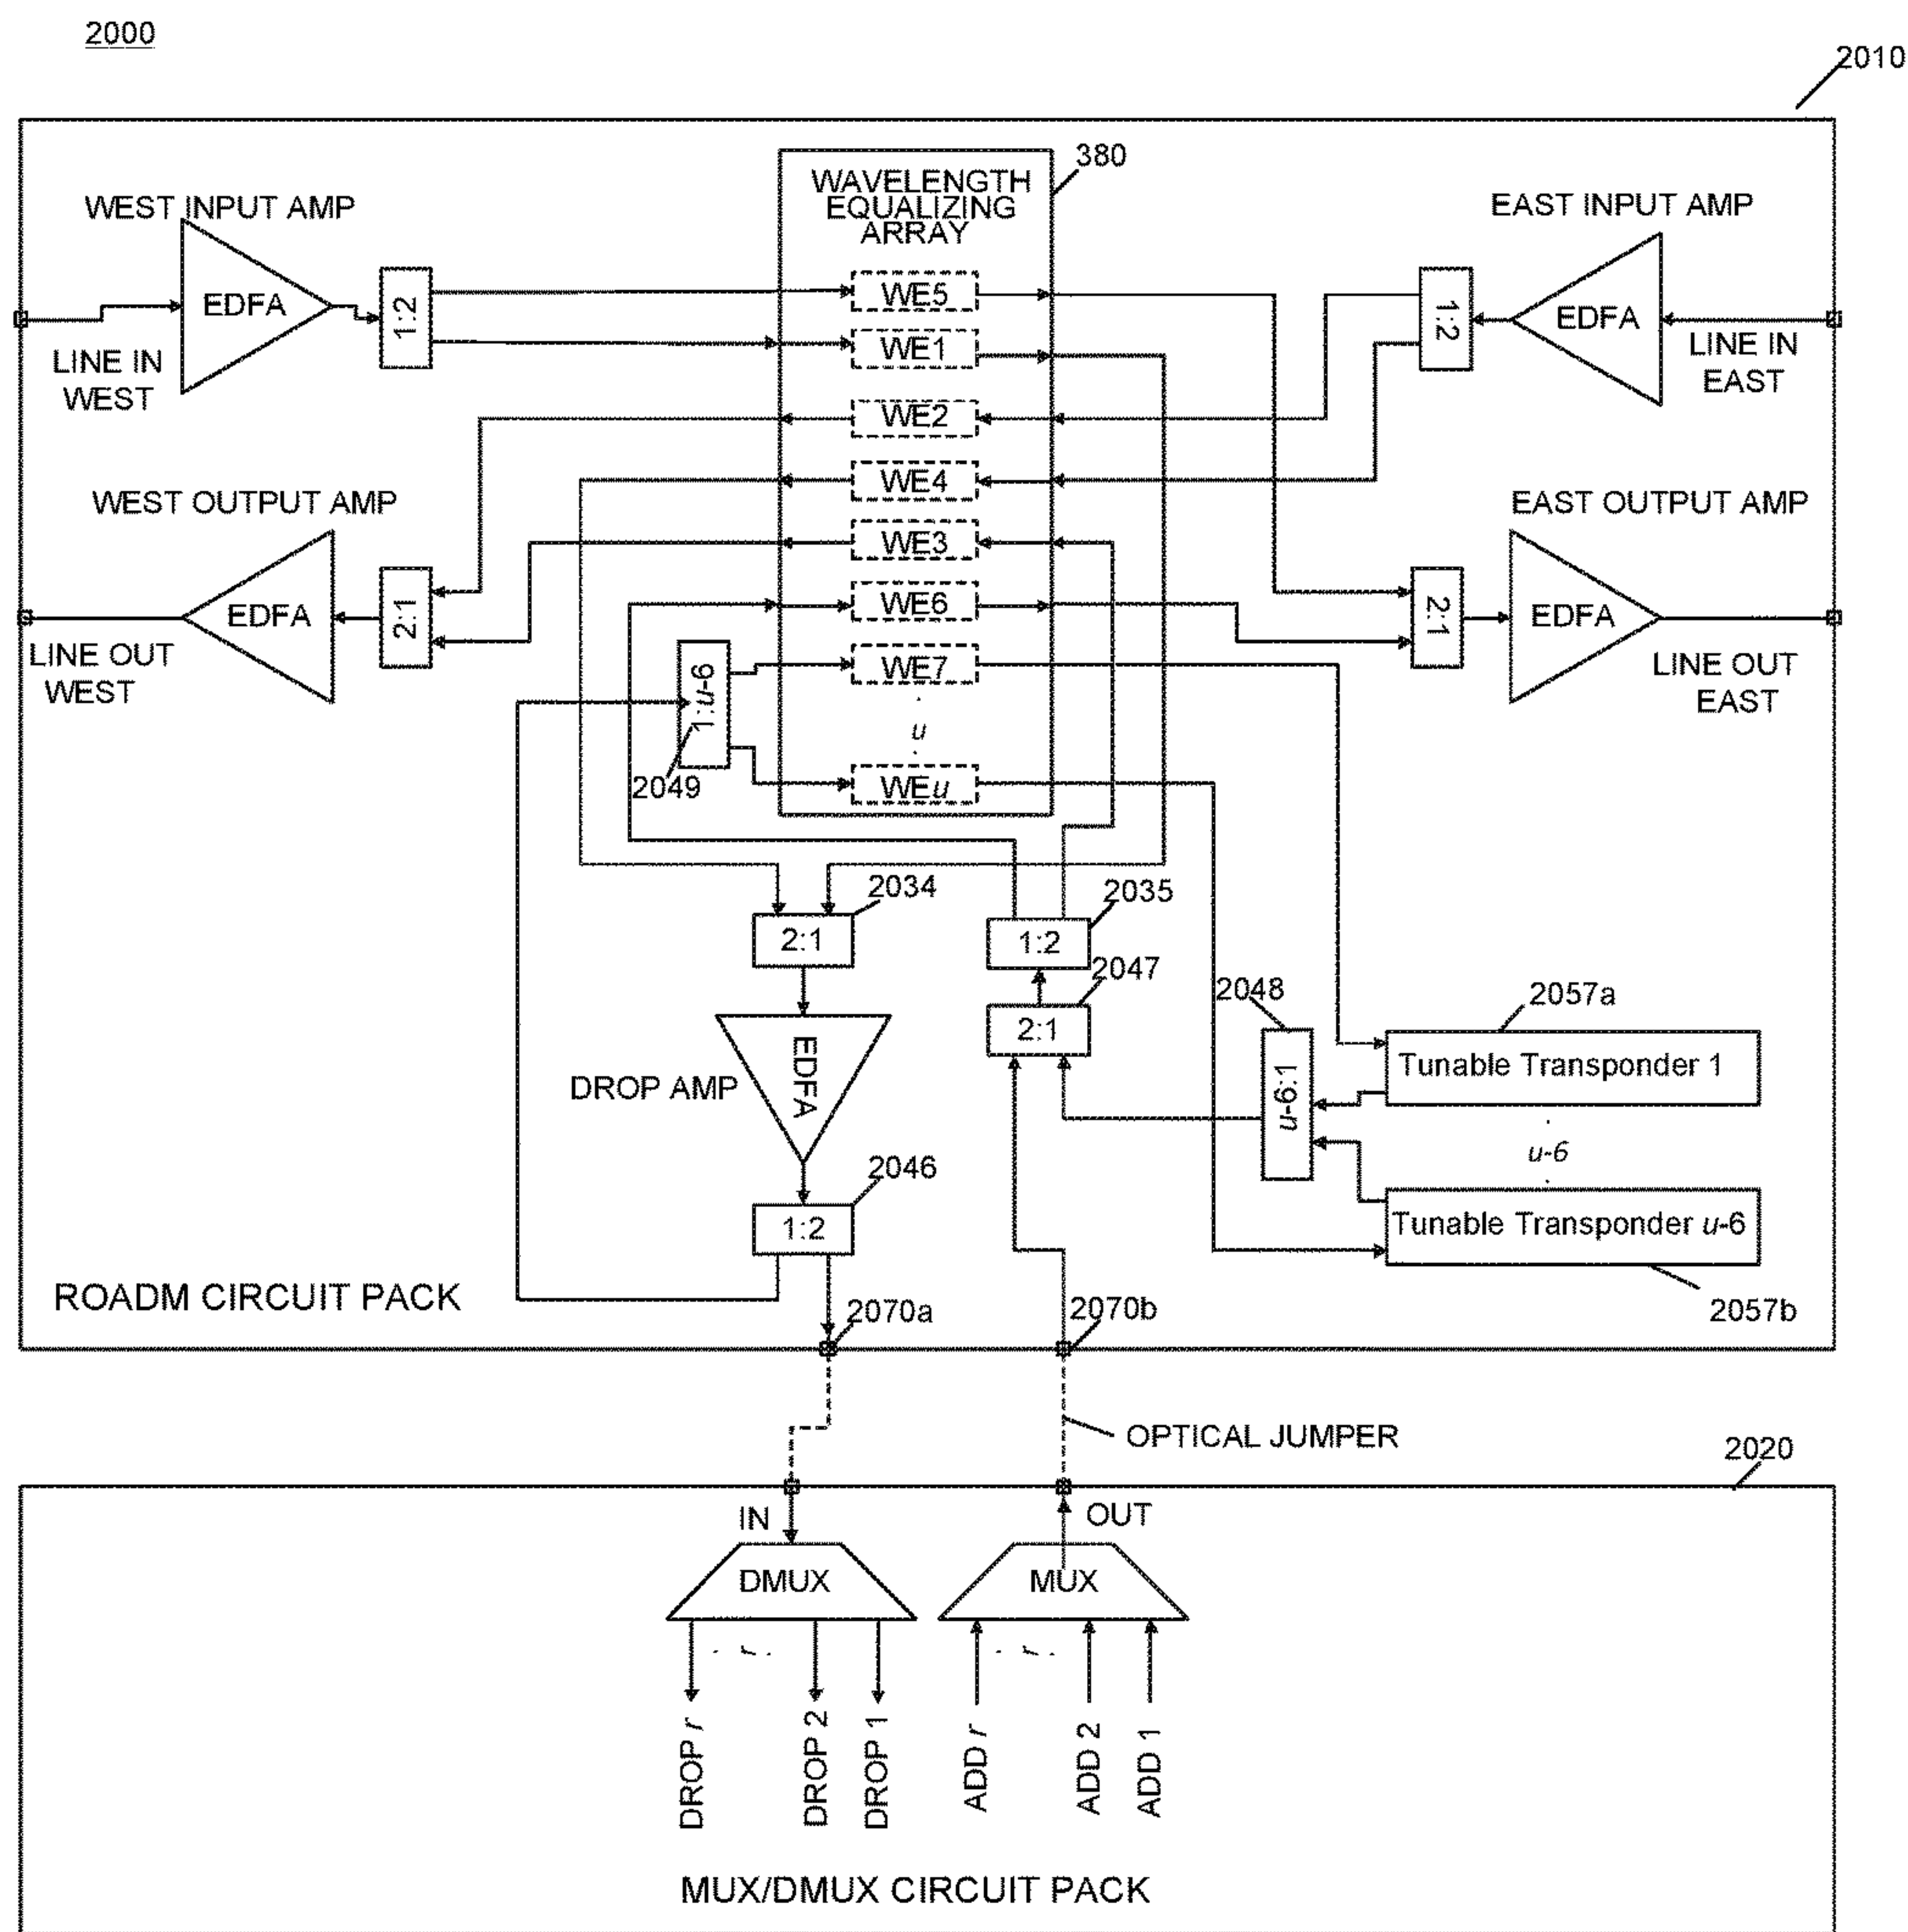 2000
2010
380
WAVELENGTH
EQUALIZING
ARRAY
WEST INPUT AMP
EAST INPUT AMP
EDFA
1:2
WE5
1:2
EDFA
WE1
LINE IN
WEST
LINE IN
EAST
WE2
WE4
WEST OUTPUT AMP
EAST OUTPUT AMP
WE3
EDFA
2:1
WE6
2:1
EDFA
LINE OUT
WEST
1:u-6
WE7
LINE OUT
EAST
u
2049
WEu
2034
2035
2:1
1:2
2047
2048
2057a
2:1
EDFA
DROP AMP
u-6:1
Tunable Transponder 1
u-6
2046
1:2
Tunable Transponder u-6
ROADM CIRCUIT PACK
2070a
2070b
2057b
OPTICAL JUMPER
2020
IN
OUT
DMUX
MUX
r
r
DROP r
DROP 2
DROP 1
ADD r
ADD 2
ADD 1
MUX/DMUX CIRCUIT PACK